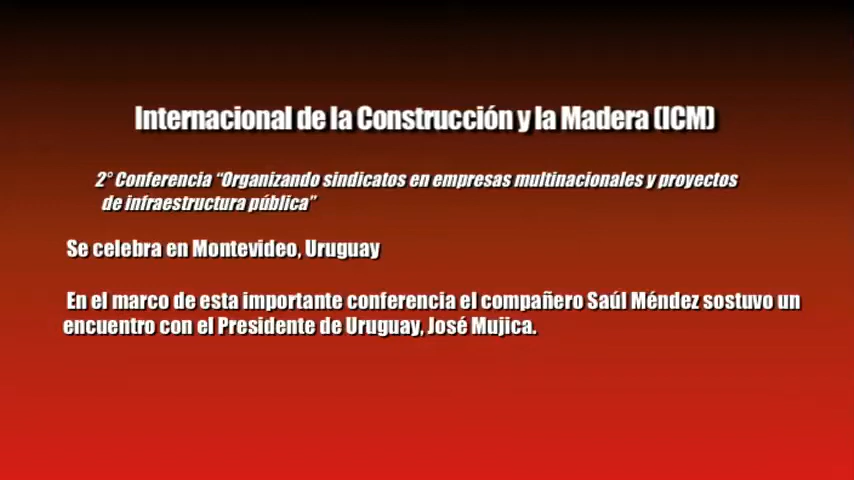 Internacional de la Construcción y la Madera (ICM)
2° Conferencia “Organizando sindicatos en empresas multinacionales y proyectos
de infraestructura pública”
Se celebra en Montevideo, Uruguay
En el marco de esta importante conferencia el compañero Saúl Méndez sostuvo un
encuentro con el Presidente de Uruguay, José Mujica.